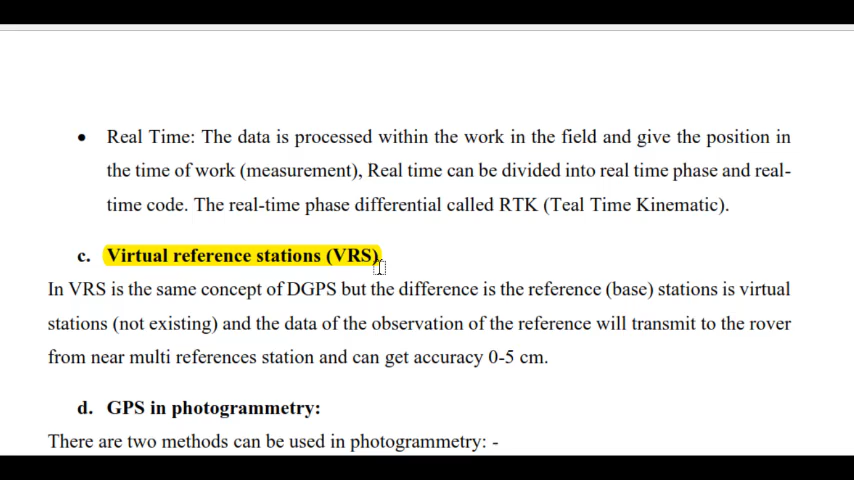 • Real Time: The data is processed within the work in the field and give the position in
the time of work (measurement), Real time can be divided into real time phase and real-
time code. The real-time phase differential called RTK (Teal Time Kinematic).
c. Virtual reference stations (VRS)
In VRS is the same concept of DGPS but the difference is the reference (base) stations is virtual
stations (not existing) and the data of the observation of the reference will transmit to the rover
from near multi references station and can get accuracy 0-5 cm.
d. GPS in photogrammetry:
There are two methods can be used in photogrammetry: -